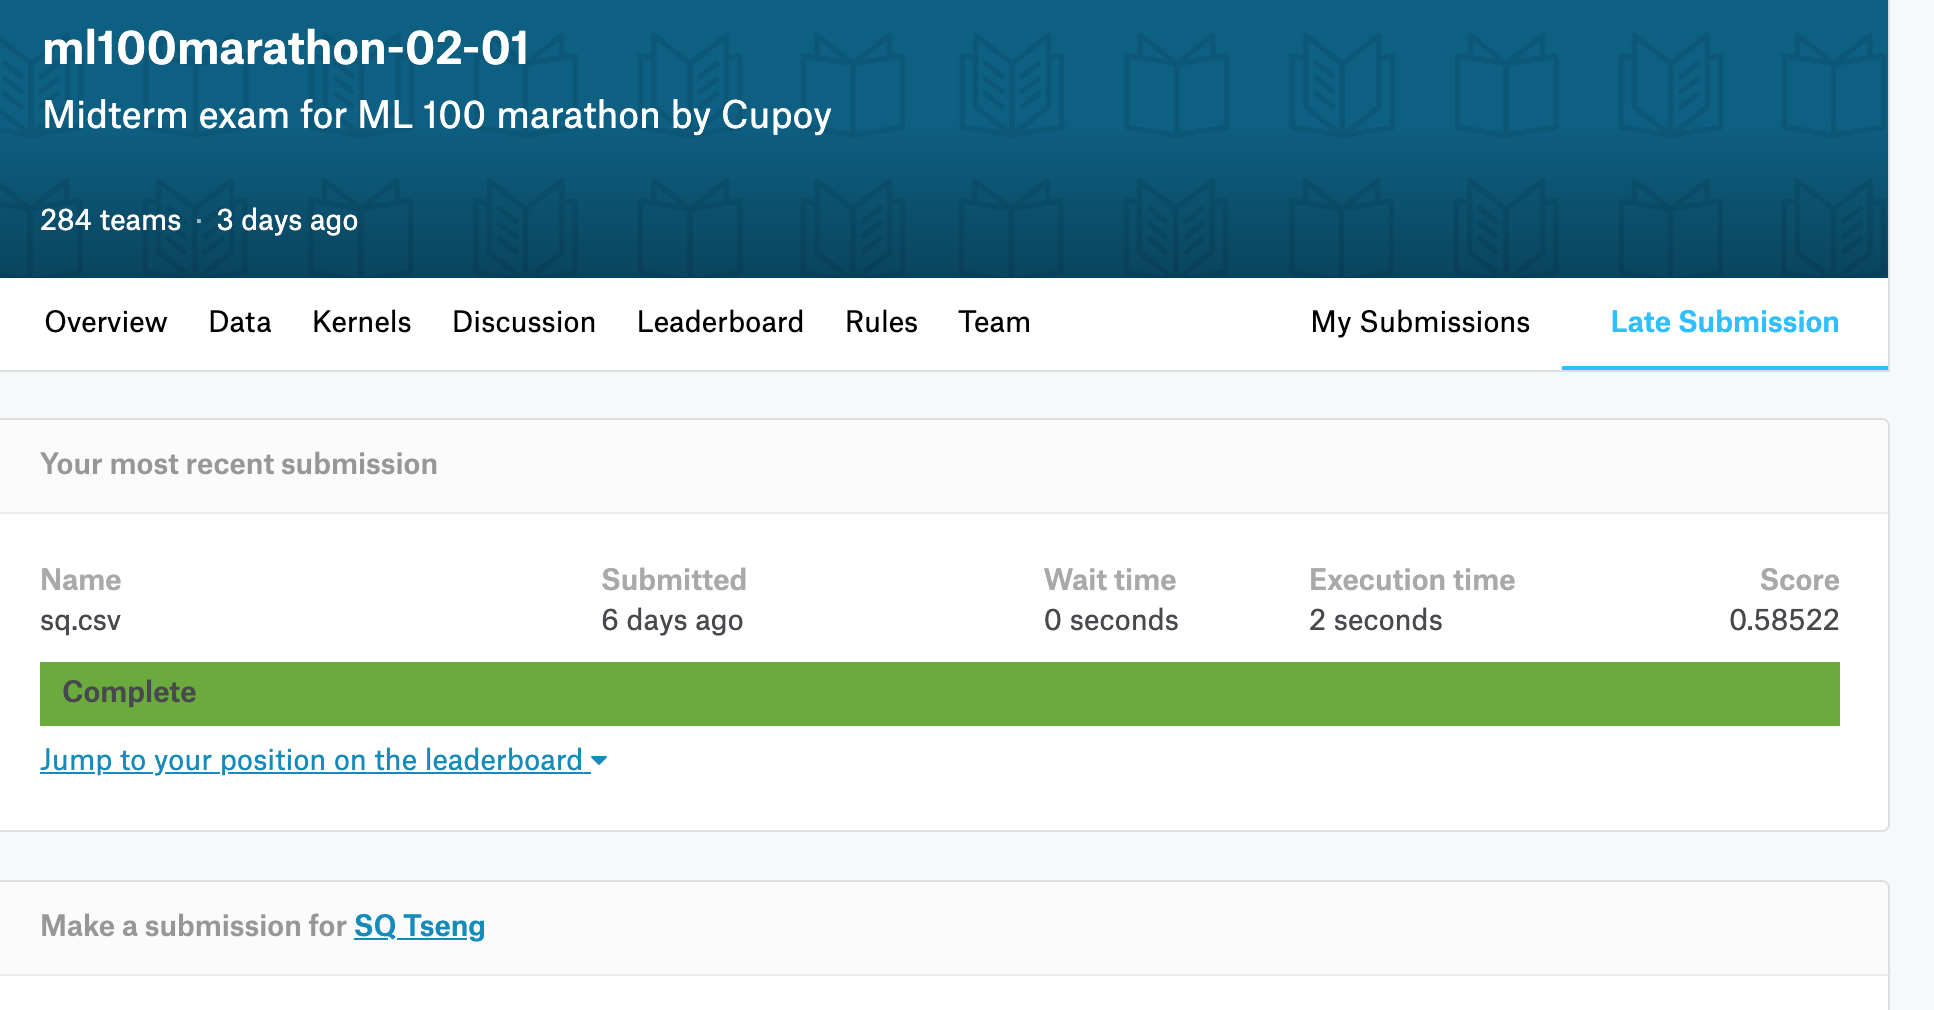 ml100marathon-02-01
Midterm exam for ML 100 marathon by Cupoy
284 teams · 3 days ago
Overview Data Kernels Discussion Leaderboard Rules Team My Submissions Late Submission
Your most recent submission
Name Submitted Wait time Execution time Score
sq.csv 6 days ago 0 seconds 2 seconds 0.58522
Complete
Jump to your position on the leaderboard
Make a submission for SQ Tseng